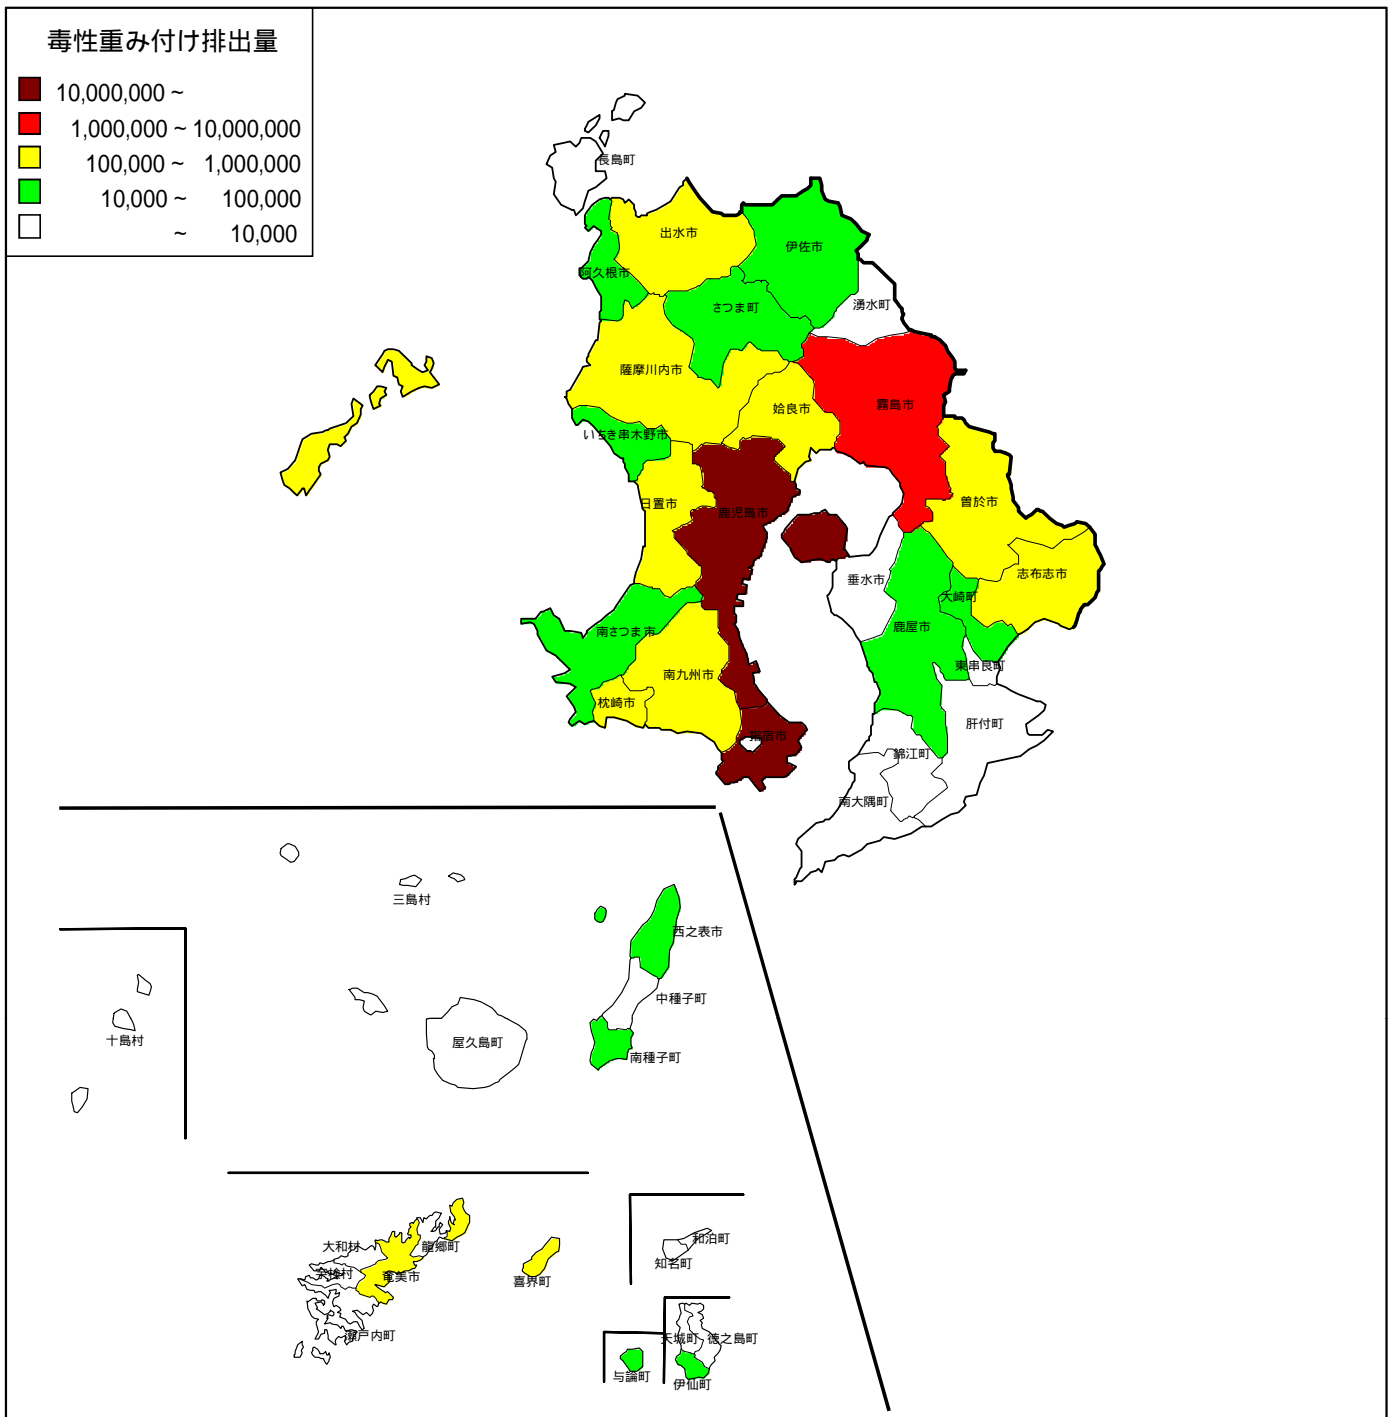 毒性重み付け排出量
10,000,000 ~
1,000,000 ~ 10,000,000
100,000 ~ 1,000,000
10,000 ~ 100,000
~ 10,000
長島町
出水市
伊佐市
阿久根市
さつま町
湧水町
薩摩川内市
姶良市
霧島市
いちき串木野市
日置市
鹿児島市
曽於市
志布志市
垂水市
大崎町
鹿屋市
南さつま市
東串良町
南九州市
枕崎市
肝付町
指宿市
錦江町
南大隅町
三島村
西之表市
中種子町
十島村
屋久島町
南種子町
大和村
龍郷町
和泊町
知名町
宇検村
奄美市
喜界町
瀬戸内町
天城町
徳之島町
与論町
伊仙町